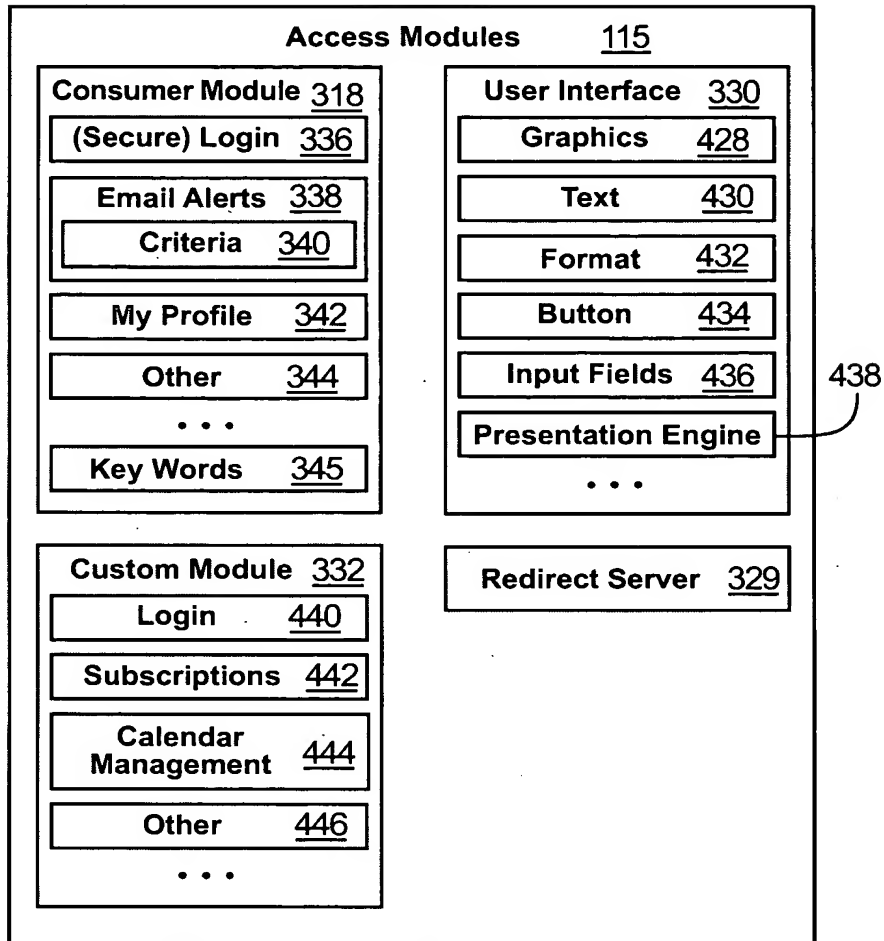 Access Modules 115
Consumer Module 318
(Secure) Login 336
Email Alerts 338
Criteria 340
My Profile 342
Other 344
• • •
Key Words 345
User Interface 330
Graphics 428
Text 430
Format 432
Button 434
Input Fields 436
Presentation Engine
438
• • •
Custom Module 332
Login 440
Subscriptions 442
Calendar
Management 444
Other 446
• • •
Redirect Server 329